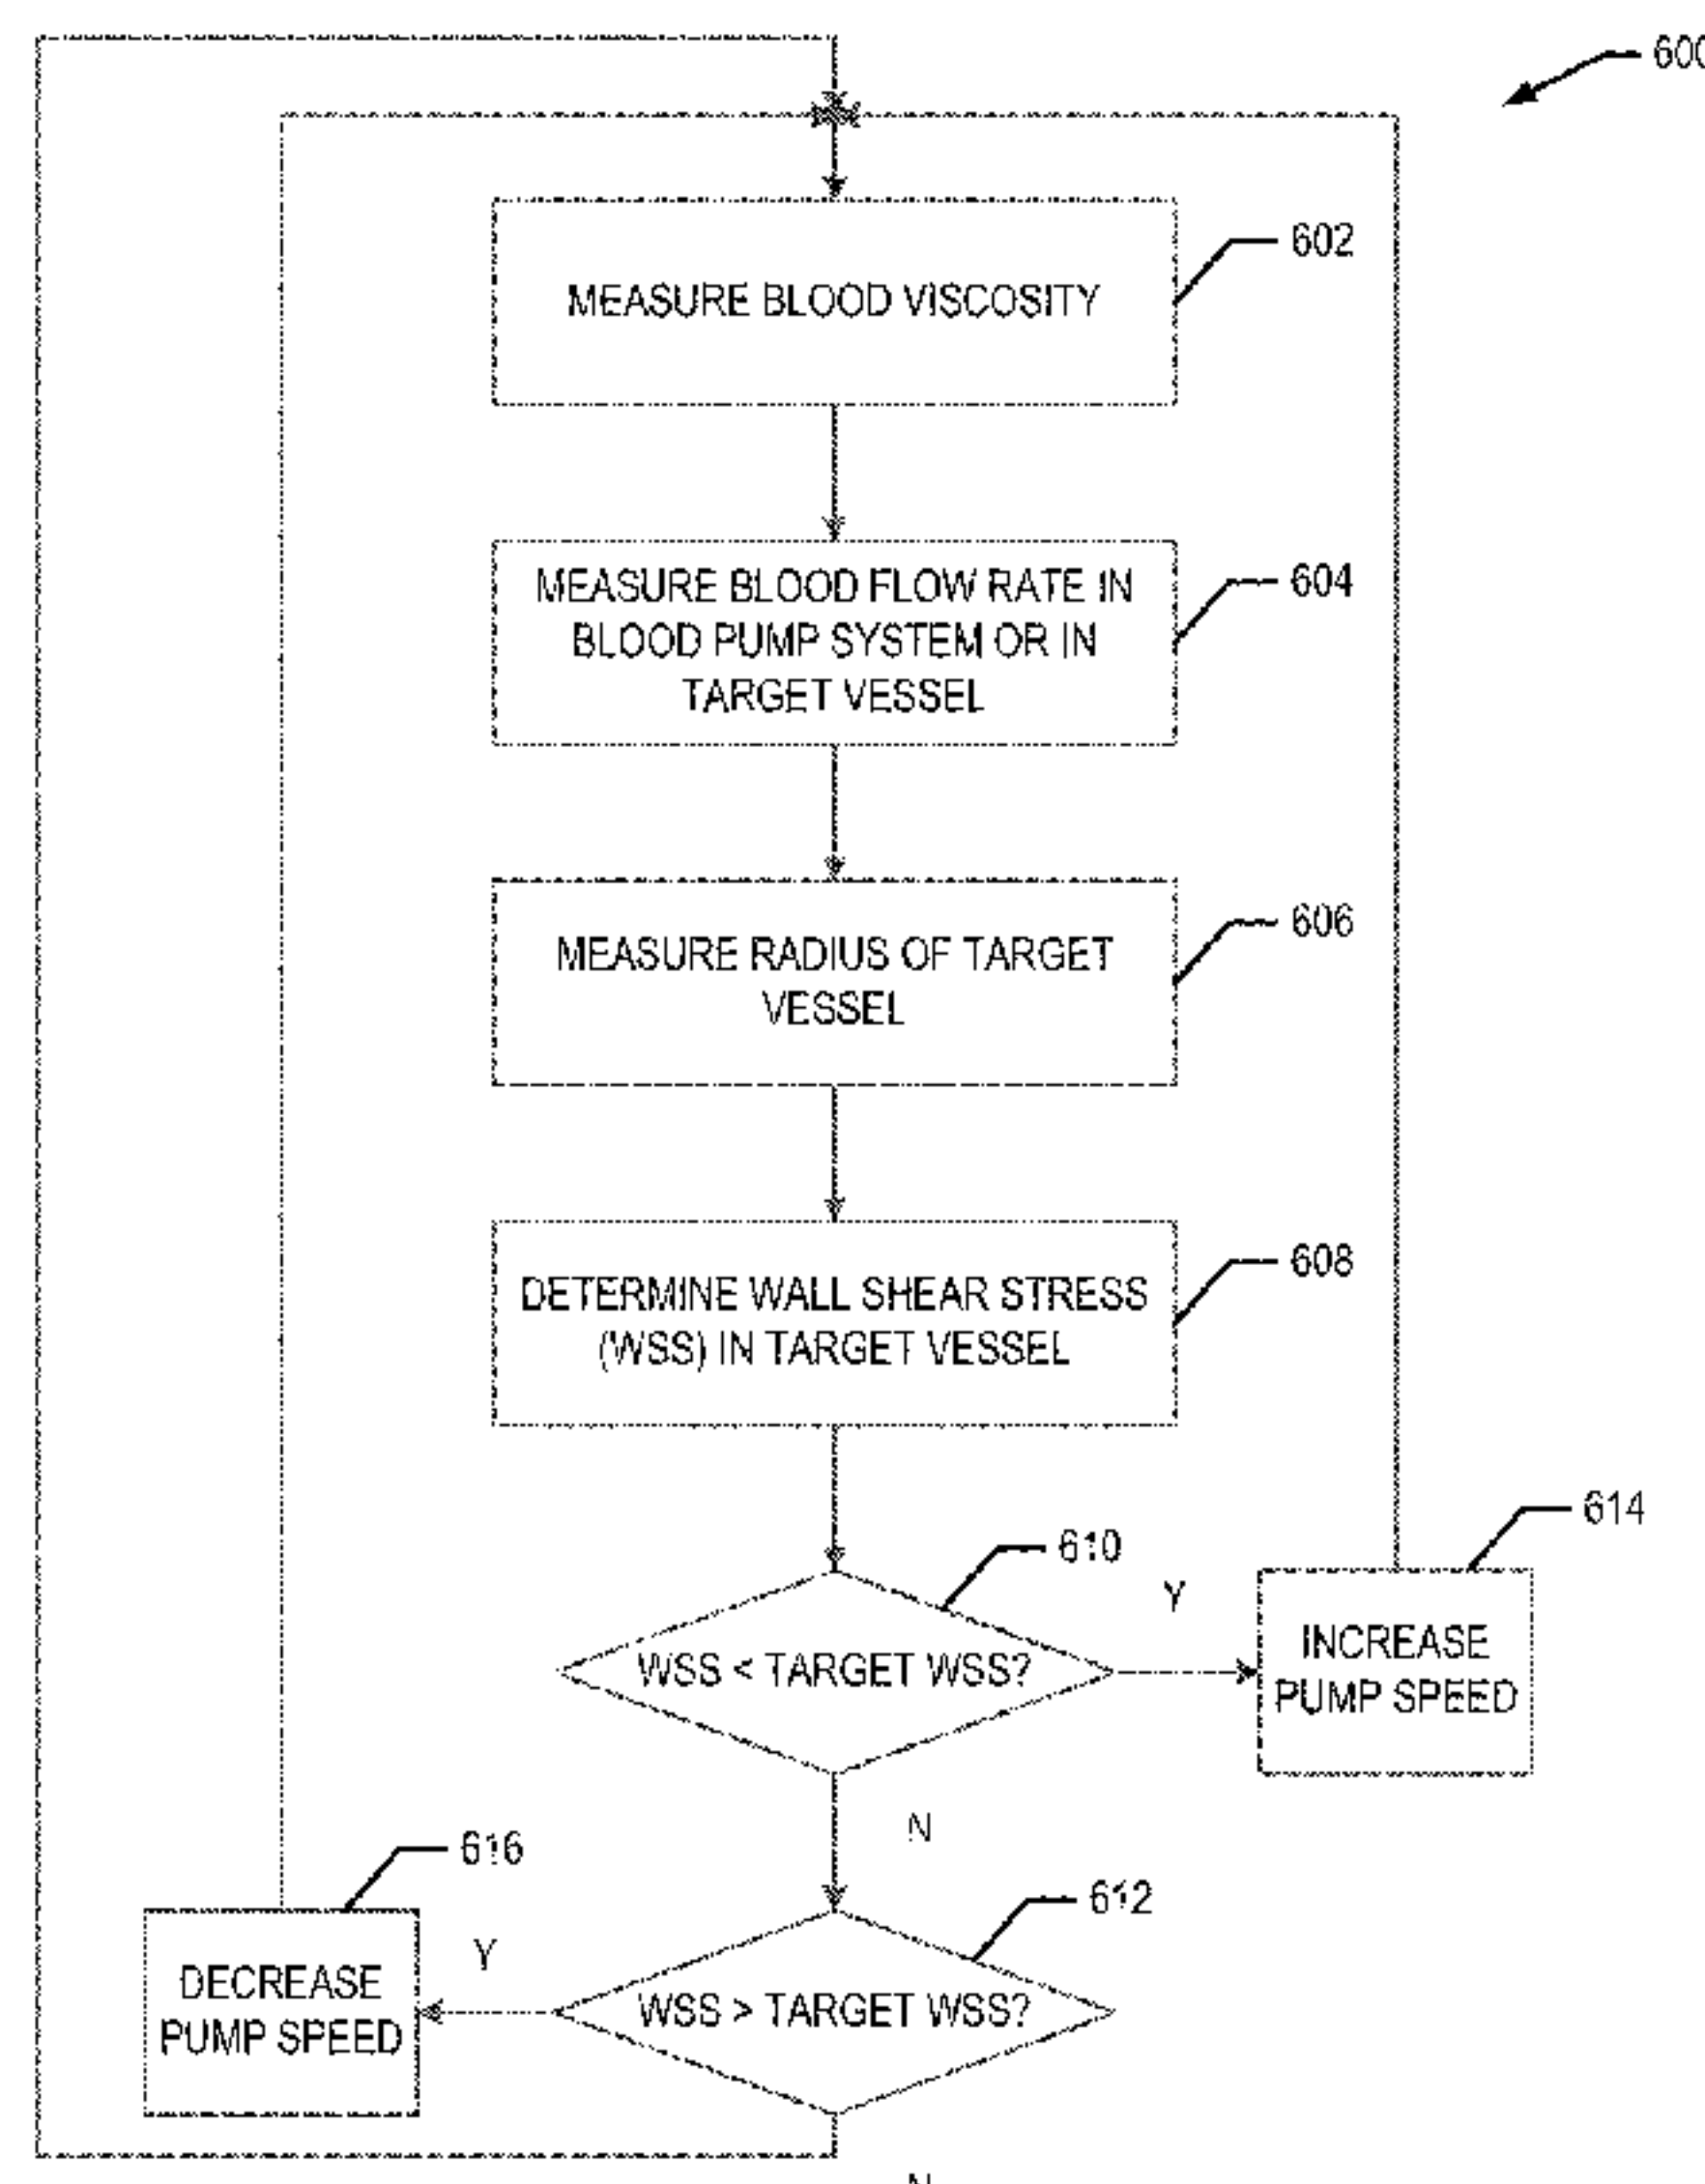 600
602
MEASURE BLOOD VISCOSITY
604
MEASURE BLOOD FLOW RATE IN
BLOOD PUMP SYSTEM OR IN
TARGET VESSEL
606
MEASURE RADIUS OF TARGET
VESSEL
608
DETERMINE WALL SHEAR STRESS
(WSS) IN TARGET VESSEL
610
614
Y
WSS < TARGET WSS?
INCREASE
PUMP SPEED
N
616
612
Y
DECREASE
PUMP SPEED
WSS > TARGET WSS?
N